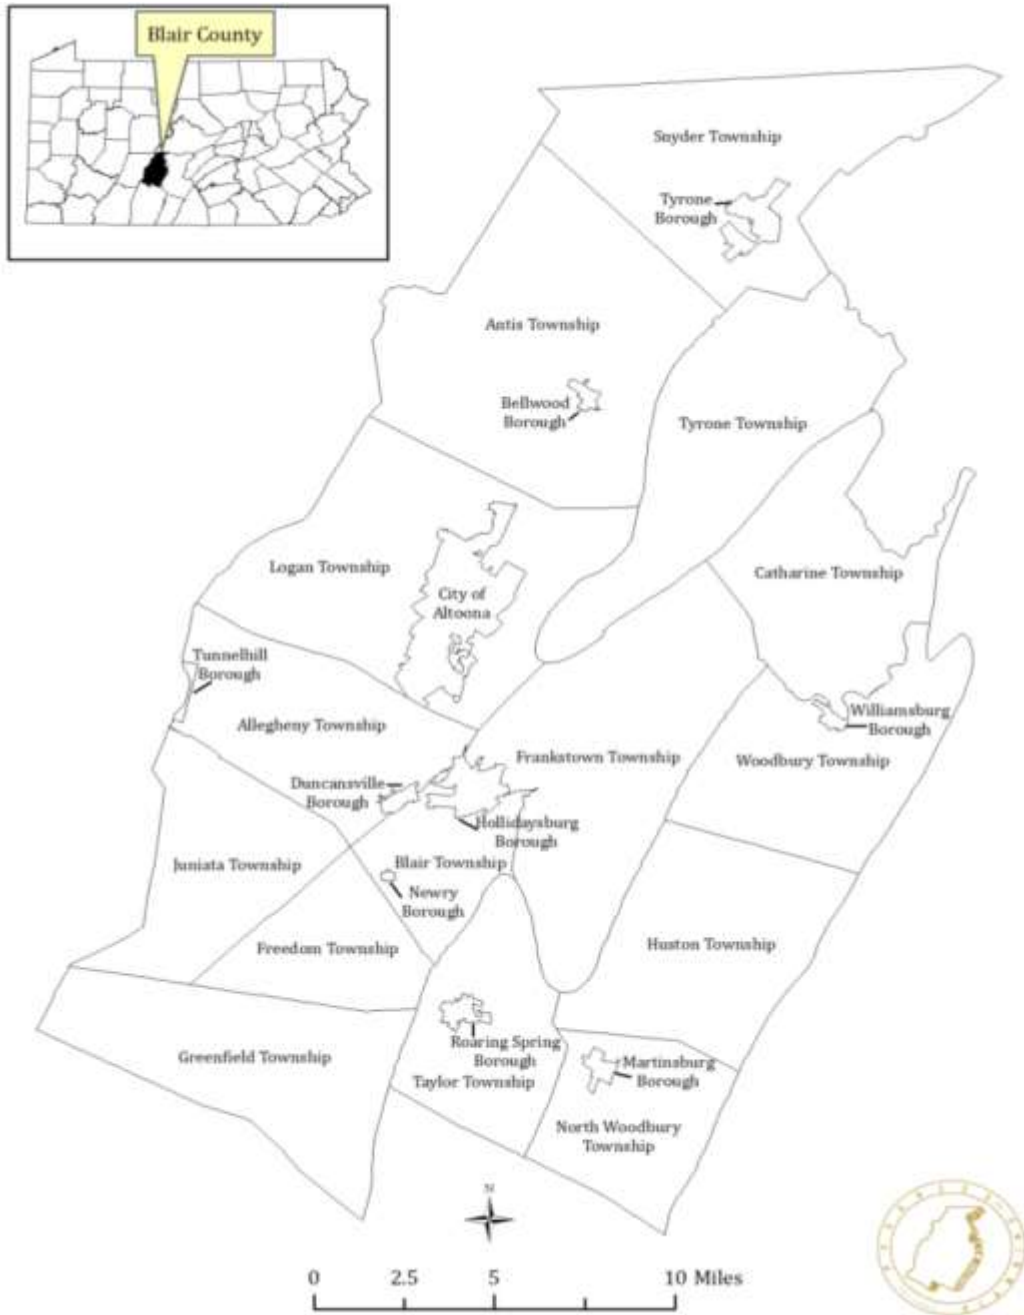 Blair County
Snyder Township
Tyrone
Borough
Antis Township
Bellwood
Borough
Tyrone Township
Logan Township
City of
Altoona
Catharine Township
Tunnelhill
Borough
Allegheny Township
Williamsburg
Borough
Frankstown Township
Woodbury Township
Duncansville
Borough
Hollidaysburg
Borough
Juniata Township
Blair Township
Newry
Borough
Freedom Township
Huston Township
Roaring Spring
Borough
Greenfield Township
Martinsburg
Borough
Taylor Township
North Woodbury
Township
N
0 2.5 5 10 Miles